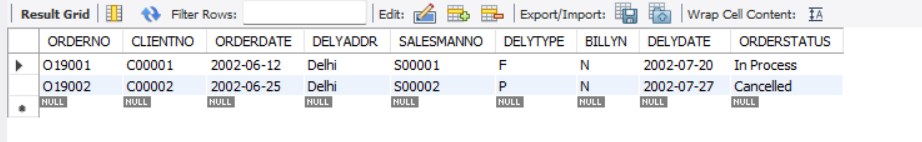 Result Grid Filter Rows: Edit: Export/Import: Wrap Cell Content: IA
ORDERNO CLIENTNO ORDERDATE DELYADDR SALESMANNO DELYTYPE BILLYN DELYDATE ORDERSTATUS
O19001 C00001 2002-06-12 Delhi S00001 F N 2002-07-20 In Process
O19002 C00002 2002-06-25 Delhi S00002 P N 2002-07-27 Cancelled
NULL NULL NULL NULL NULL NULL NULL NULL NULL